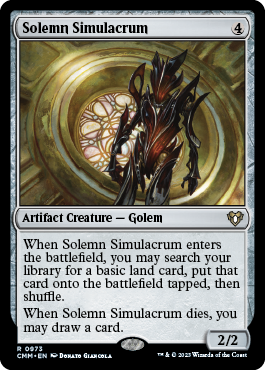 Solemn Simulacrum 4
Artifact Creature — Golem
When Solemn Simulacrum enters
the battlefield, you may search your
library for a basic land card, put that
card onto the battlefield tapped, then
shuffle.
When Solemn Simulacrum dies, you
may draw a card.
2/2
R 0973
CMM • EN Donato Giancola
™ & © 2023 Wizards of the Coast